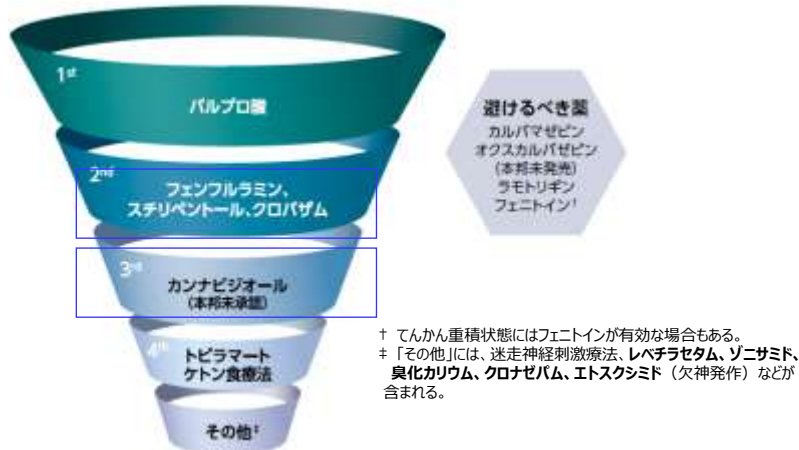 1st
バルプロ酸
2nd
フェンフルラミン、
スチリペントール、クロバザム
3rd
カンナビジオール
(本邦未承認)
4th
トピラマート
ケトン食療法
その他‡
避けるべき薬
カルバマゼピン
オクスカルバゼピン
(本邦未発売)
ラモトリギン
フェニトイン†
† てんかん重積状態にはフェニトインが有効な場合もある。
‡ 「その他」には、迷走神経刺激療法、レベチラセタム、ゾニサミド、
臭化カリウム、クロナゼパム、エトスクシミド（欠神発作）などが
含まれる。